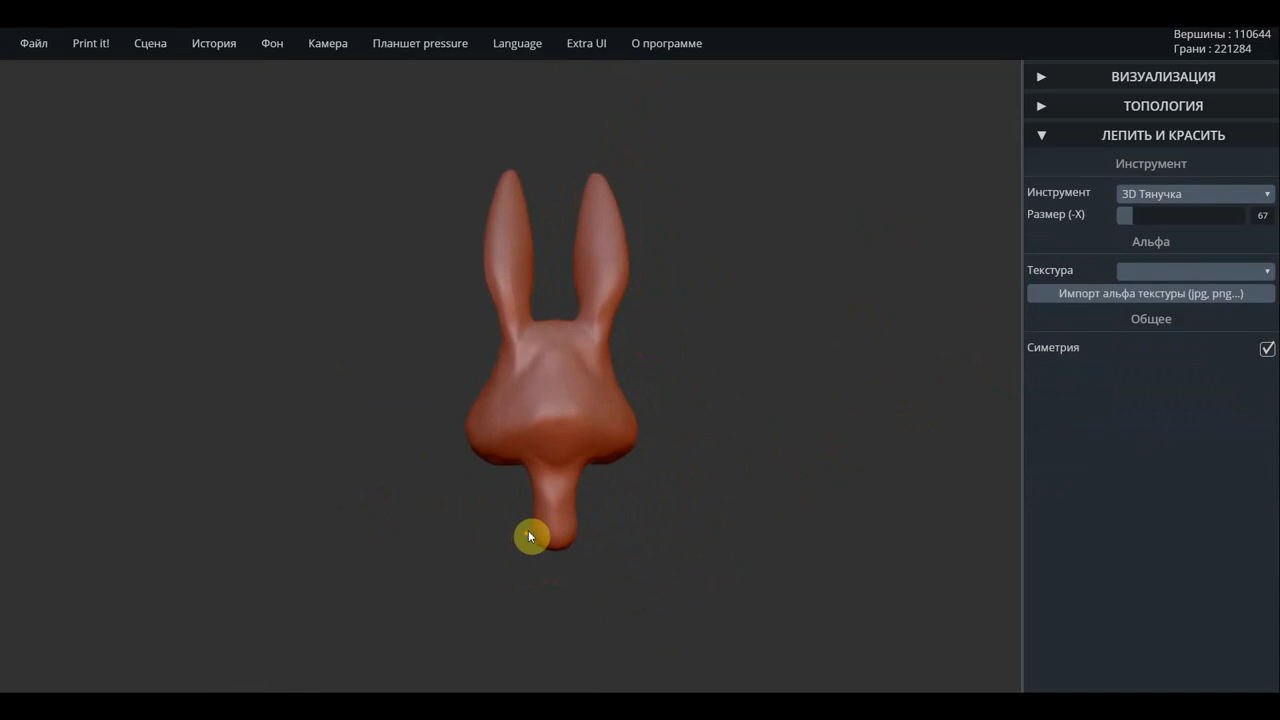 Файл Print it! Сцена История Фон Камера Планшет pressure Language Extra UI О программе
Вершины : 110644
Грани : 221284
ВИЗУАЛИЗАЦИЯ
ТОПОЛОГИЯ
ЛЕПИТЬ И КРАСИТЬ
Инструмент
Инструмент 3D Тянучка
Размер (-X) 67
Альфа
Текстура
Импорт альфа текстуры (jpg, png...)
Общее
Симетрия